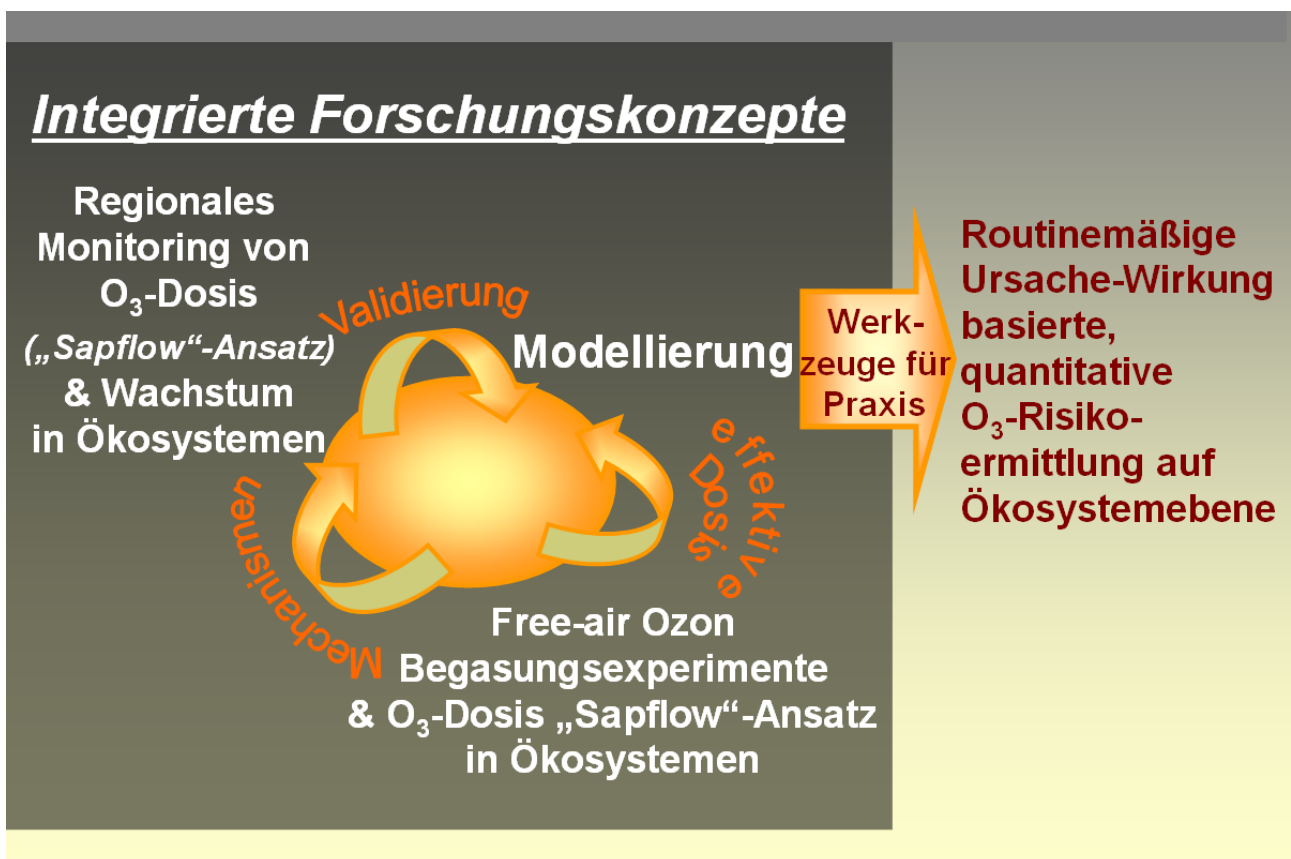 Integrierte Forschungskonzepte
Regionales
Monitoring von
O₃-Dosis
(„Sapflow“-Ansatz)
& Wachstum
in Ökosystemen
Validierung
Modellierung
Mechanismen
effektive
Dosis
Free-air Ozon
Begasungsexperimente
& O₃-Dosis „Sapflow“-Ansatz
in Ökosystemen
Werk-
zeuge für
Praxis
Routinemäßige
Ursache-Wirkung
basierte,
quantitative
O₃-Risiko-
ermittlung auf
Ökosystemebene